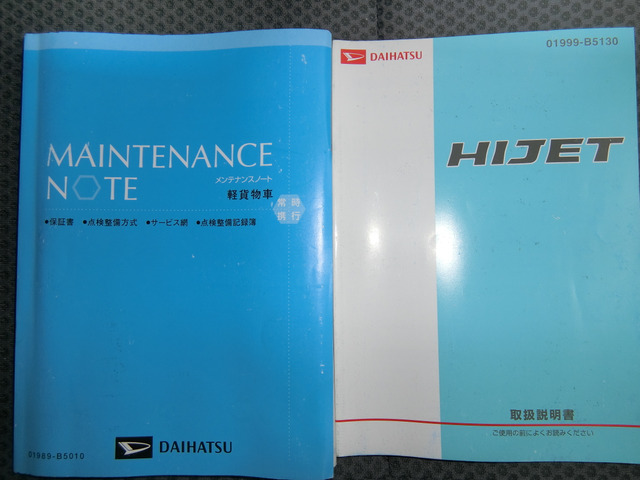 MAINTENANCE
NOTE
メンテナンスノート
軽貨物車
常時
携行
●保証書 ●点検整備方式 ●サービス網 ●点検整備記録簿
01989-B5010
DAIHATSU
01999-B5130
DAIHATSU
HIJET
取扱説明書
ご使用の前によくお読みください